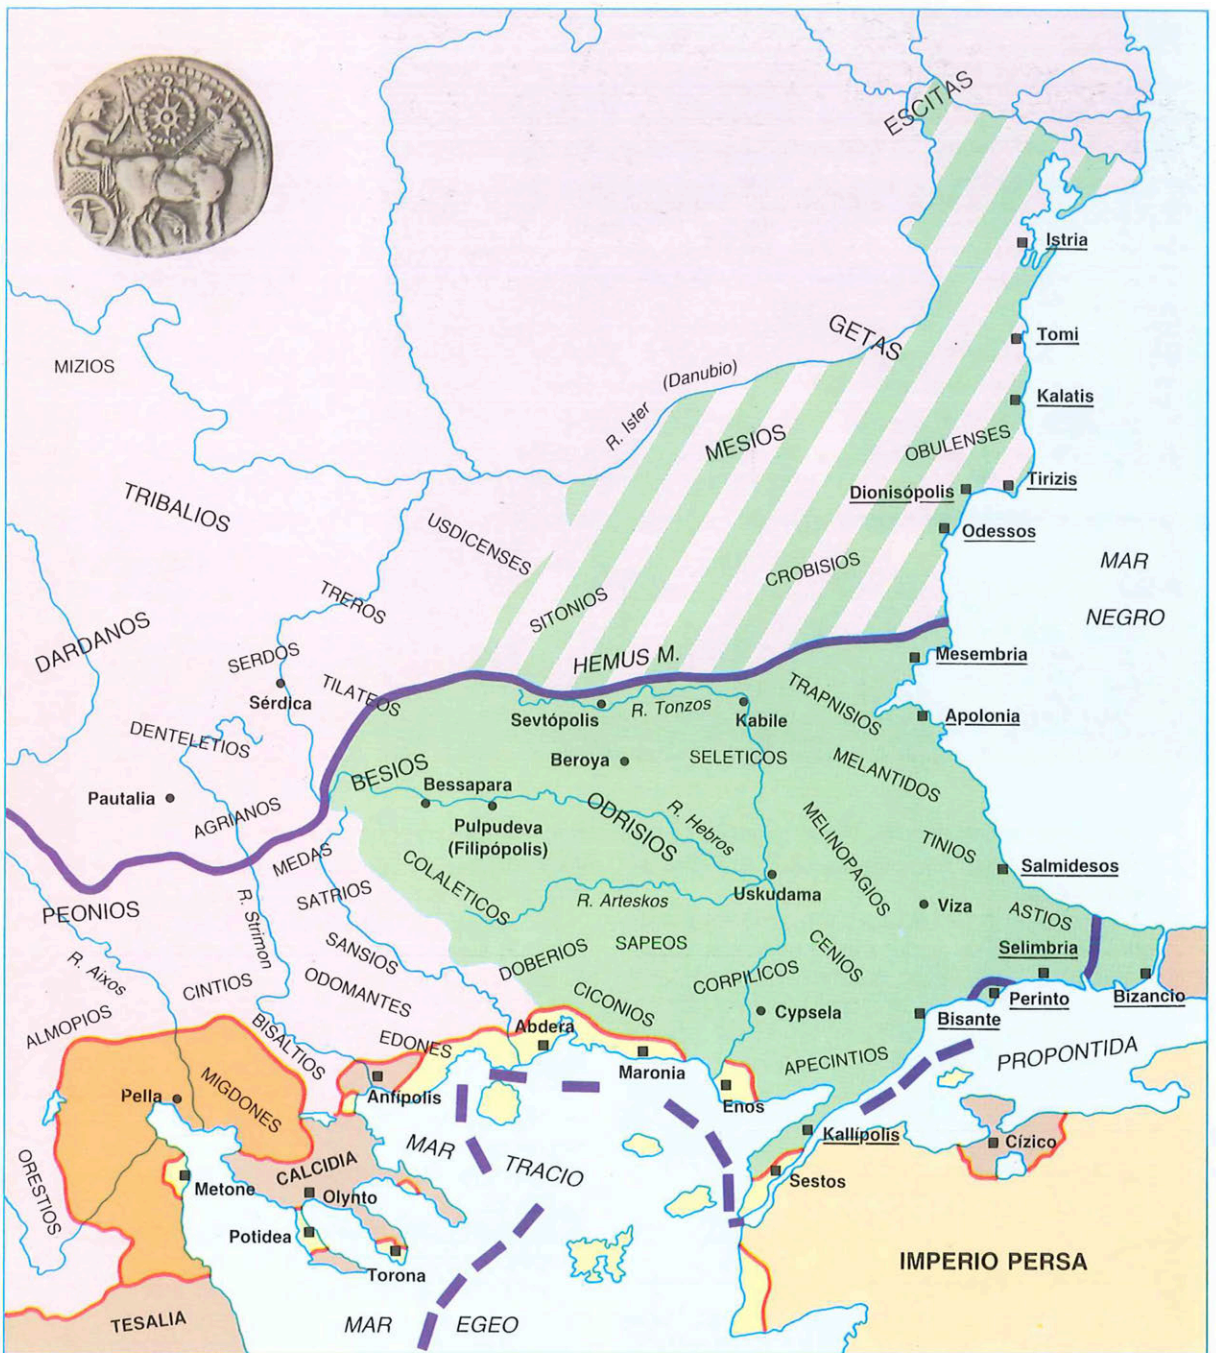 ESCITAS
Istria
GETAS
Tomi
MIZIOS
R. Ister
(Danubio)
Kalatis
MESIOS
OBULENSES
TRIBALIOS
Dionisópolis
Tirizis
USDICENSES
Odessos
MAR
NEGRO
CROBISIOS
TREROS
SITONIOS
DARDANOS
SERDOS
HEMUS M.
Mesembria
Sérdica
TILATEOS
TRAPNISIOS
Sevtópolis
R. Tonzos
Kabile
Apolonia
DENTELETIOS
Beroya
SELETICOS
MELANTIDOS
BESIOS
Bessapara
Pautalia
AGRIANOS
Pulpudeva
(Filipópolis)
ODRISIOS
R. Hebros
MELINOPAGIOS
TINIOS
MEDAS
COLALETICOS
Salmidesos
SATRIOS
Uskudama
R. Arteskos
Viza
PEONIOS
R. Strimon
ASTIOS
SANSIOS
SAPEOS
CENIOS
Selimbria
R. Aixos
DOBERIOS
CINTIOS
ODOMANTES
CORPILICOS
CICONIOS
Perinto
Bizancio
ALMOPIOS
BISALTIOS
Abdera
Cypsela
Bisante
EDONES
Maronia
APECINTIOS
PROPONTIDA
MIGDONES
Pella
Anfípolis
Enos
Kallípolis
MAR
TRACIO
Cízico
ORESTIOS
CALCIDIA
Metone
Olynto
Sestos
Potidea
Torona
IMPERIO PERSA
TESALIA
MAR
EGEO